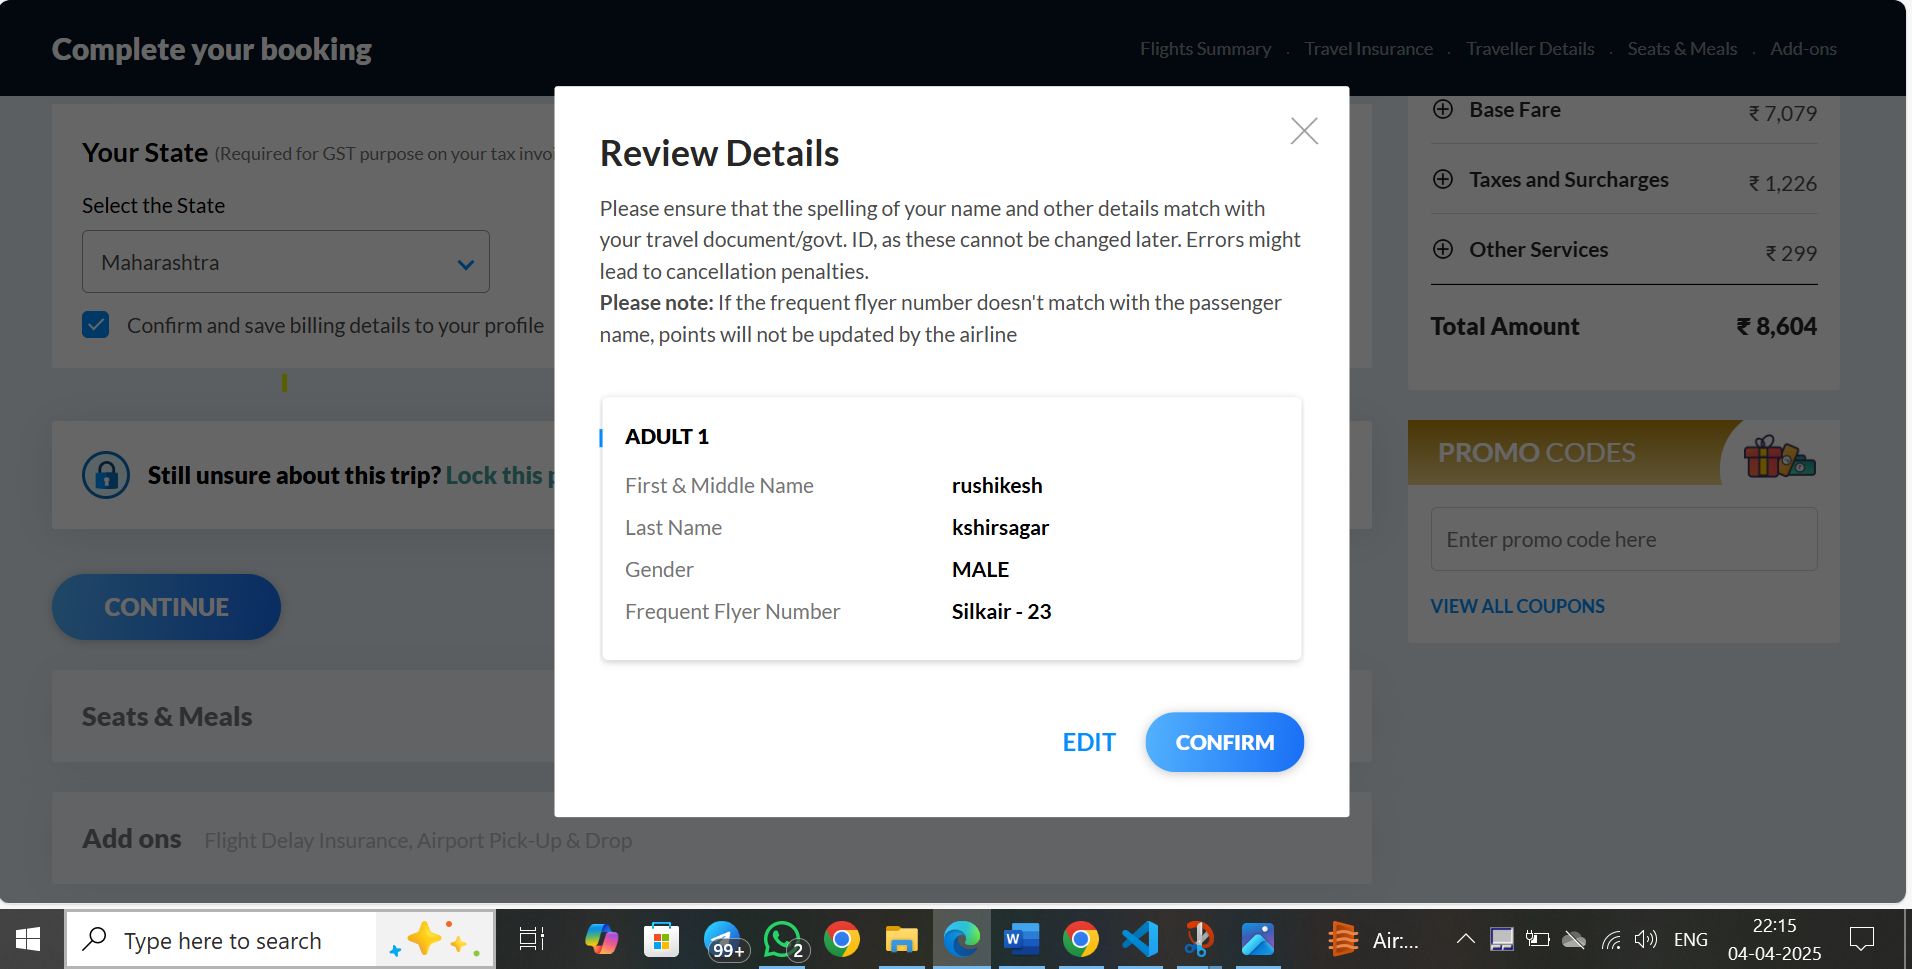 Complete your booking
Flights Summary . Travel Insurance . Traveller Details . Seats & Meals . Add-ons
Your State (Required for GST purpose on your tax invoi
Select the State
Maharashtra
Confirm and save billing details to your profile
Still unsure about this trip? Lock this p
CONTINUE
Seats & Meals
Add ons Flight Delay Insurance, Airport Pick-Up & Drop
Review Details
Please ensure that the spelling of your name and other details match with
your travel document/govt. ID, as these cannot be changed later. Errors might
lead to cancellation penalties.
Please note: If the frequent flyer number doesn't match with the passenger
name, points will not be updated by the airline
ADULT 1
First & Middle Name rushikesh
Last Name kshirsagar
Gender MALE
Frequent Flyer Number Silkair - 23
EDIT CONFIRM
Base Fare ₹ 7,079
Taxes and Surcharges ₹ 1,226
Other Services ₹ 299
Total Amount ₹ 8,604
PROMO CODES
Enter promo code here
VIEW ALL COUPONS
Type here to search 99+ 2 W Air:... ENG 22:15
04-04-2025